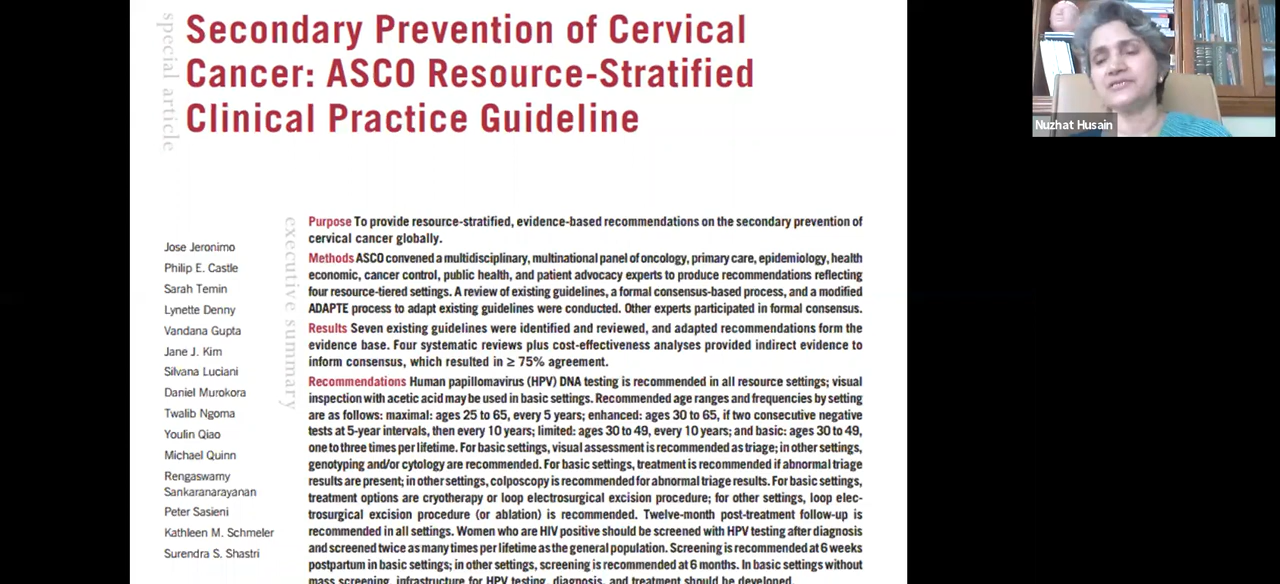 special article
Secondary Prevention of Cervical
Cancer: ASCO Resource-Stratified
Clinical Practice Guideline
Nuzhat Husain
Jose Jeronimo
Philip E. Castle
Sarah Temin
Lynette Denny
Vandana Gupta
Jane J. Kim
Silvana Luciani
Daniel Murokora
Twalib Ngoma
Youlin Qiao
Michael Quinn
Rengaswamy
Sankaranarayanan
Peter Sasieni
Kathleen M. Schmeler
Surendra S. Shastri
executive summary
Purpose To provide resource-stratified, evidence-based recommendations on the secondary prevention of
cervical cancer globally.
Methods ASCO convened a multidisciplinary, multinational panel of oncology, primary care, epidemiology, health
economic, cancer control, public health, and patient advocacy experts to produce recommendations reflecting
four resource-tiered settings. A review of existing guidelines, a formal consensus-based process, and a modified
ADAPTE process to adapt existing guidelines were conducted. Other experts participated in formal consensus.
Results Seven existing guidelines were identified and reviewed, and adapted recommendations form the
evidence base. Four systematic reviews plus cost-effectiveness analyses provided indirect evidence to
inform consensus, which resulted in ≥ 75% agreement.
Recommendations Human papillomavirus (HPV) DNA testing is recommended in all resource settings; visual
inspection with acetic acid may be used in basic settings. Recommended age ranges and frequencies by setting
are as follows: maximal: ages 25 to 65, every 5 years; enhanced: ages 30 to 65, if two consecutive negative
tests at 5-year intervals, then every 10 years; limited: ages 30 to 49, every 10 years; and basic: ages 30 to 49,
one to three times per lifetime. For basic settings, visual assessment is recommended as triage; in other settings,
genotyping and/or cytology are recommended. For basic settings, treatment is recommended if abnormal triage
results are present; in other settings, colposcopy is recommended for abnormal triage results. For basic settings,
treatment options are cryotherapy or loop electrosurgical excision procedure; for other settings, loop elec-
trosurgical excision procedure (or ablation) is recommended. Twelve-month post-treatment follow-up is
recommended in all settings. Women who are HIV positive should be screened with HPV testing after diagnosis
and screened twice as many times per lifetime as the general population. Screening is recommended at 6 weeks
postpartum in basic settings; in other settings, screening is recommended at 6 months. In basic settings without
mass screening, infrastructure for HPV testing, diagnosis, and treatment should be developed.